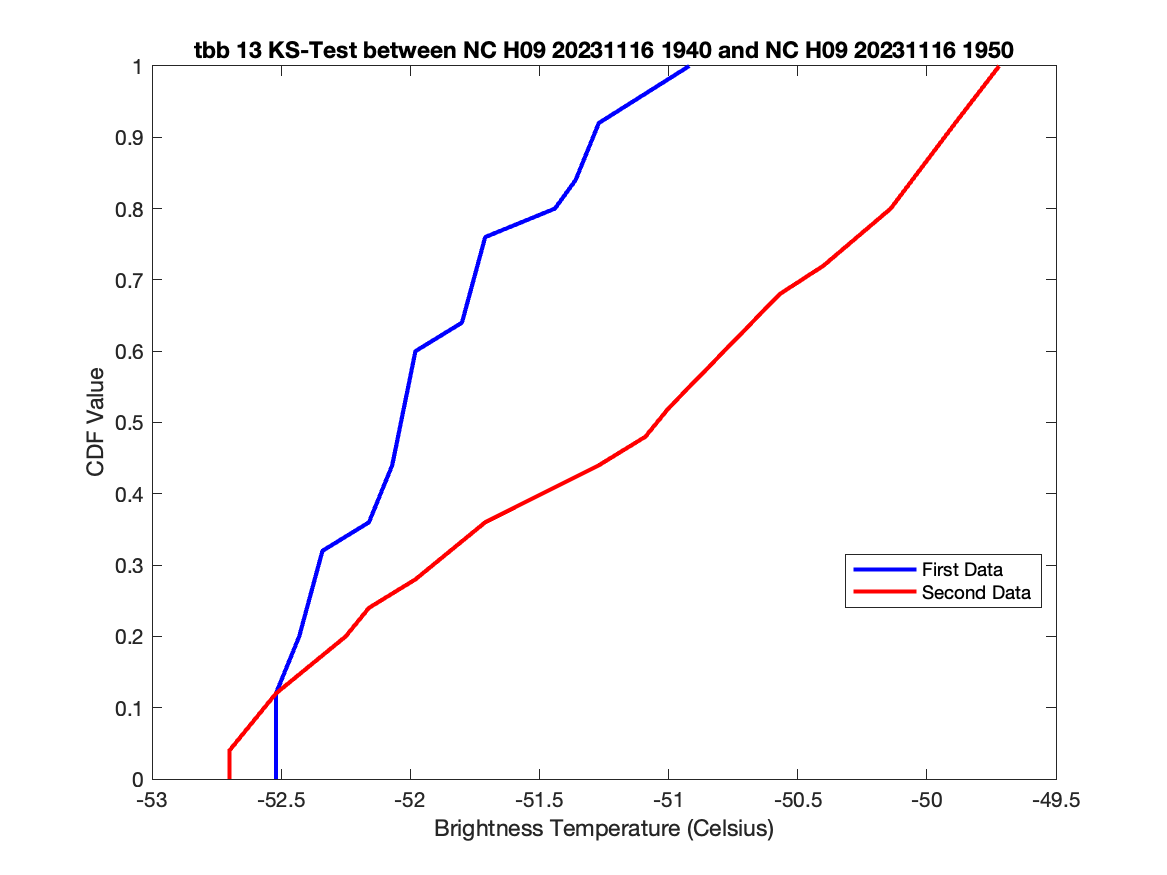 tbb 13 KS-Test between NC H09 20231116 1940 and NC H09 20231116 1950
1
0.9
0.8
0.7
0.6
0.5
0.4
0.3
0.2
0.1
0
CDF Value
First Data
Second Data
-53 -52.5 -52 -51.5 -51 -50.5 -50 -49.5
Brightness Temperature (Celsius)